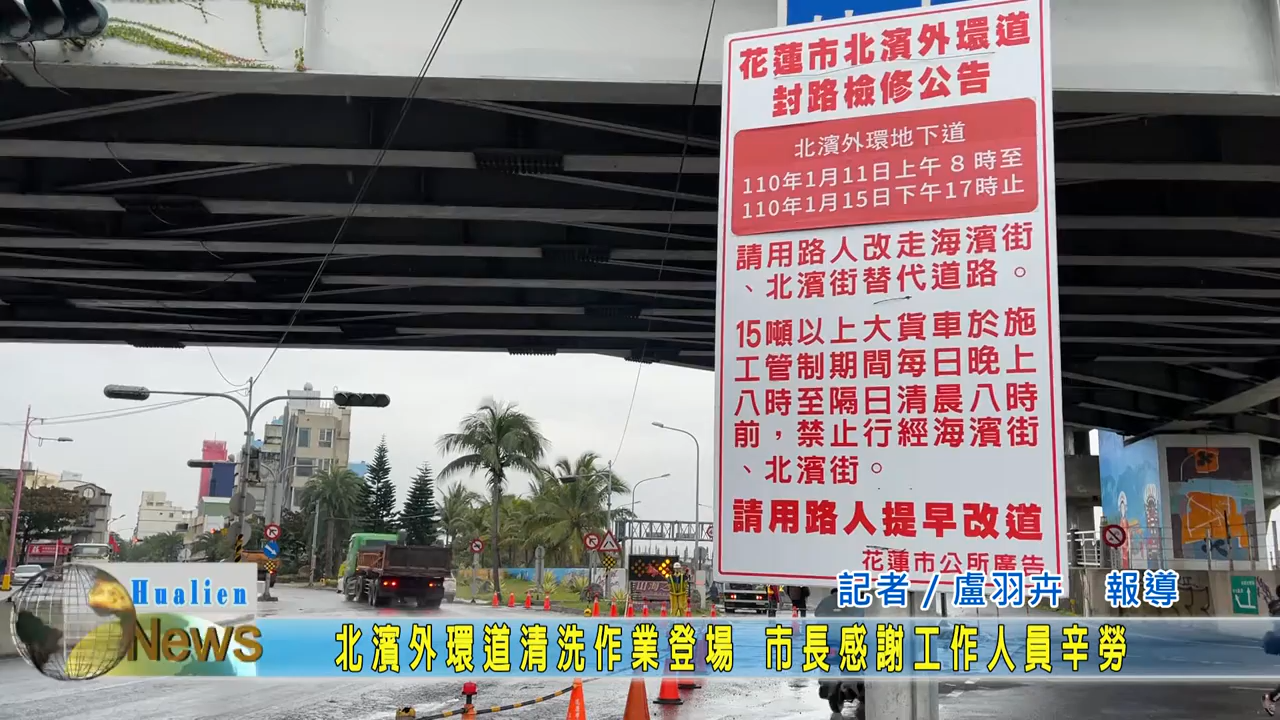 花蓮市北濱外環道
封路檢修公告
北濱外環地下道
110年1月11日上午 8 時至
110年1月15日下午17時止
請用路人改走海濱街
、北濱街替代道路。
15噸以上大貨車於施
工管制期間每日晚上
八時至隔日清晨八時
前，禁止行經海濱街
、北濱街。
請用路人提早改道
花蓮市公所廣告
記者／盧羽卉 報導
Hualien
News
北濱外環道清洗作業登場 市長感謝工作人員辛勞